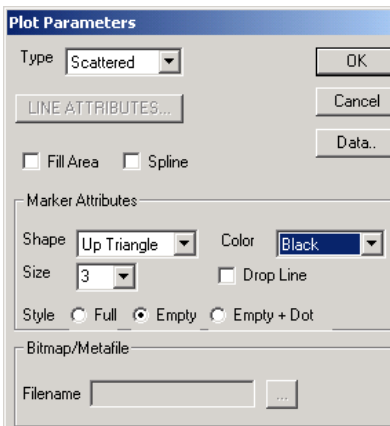 Plot Parameters
Type Scattered OK
LINE ATTRIBUTES... Cancel
Data..
Fill Area Spline
Marker Attributes
Shape Up Triangle Color Black
Size 3 Drop Line
Style Full Empty Empty + Dot
Bitmap/Metafile
Filename ...